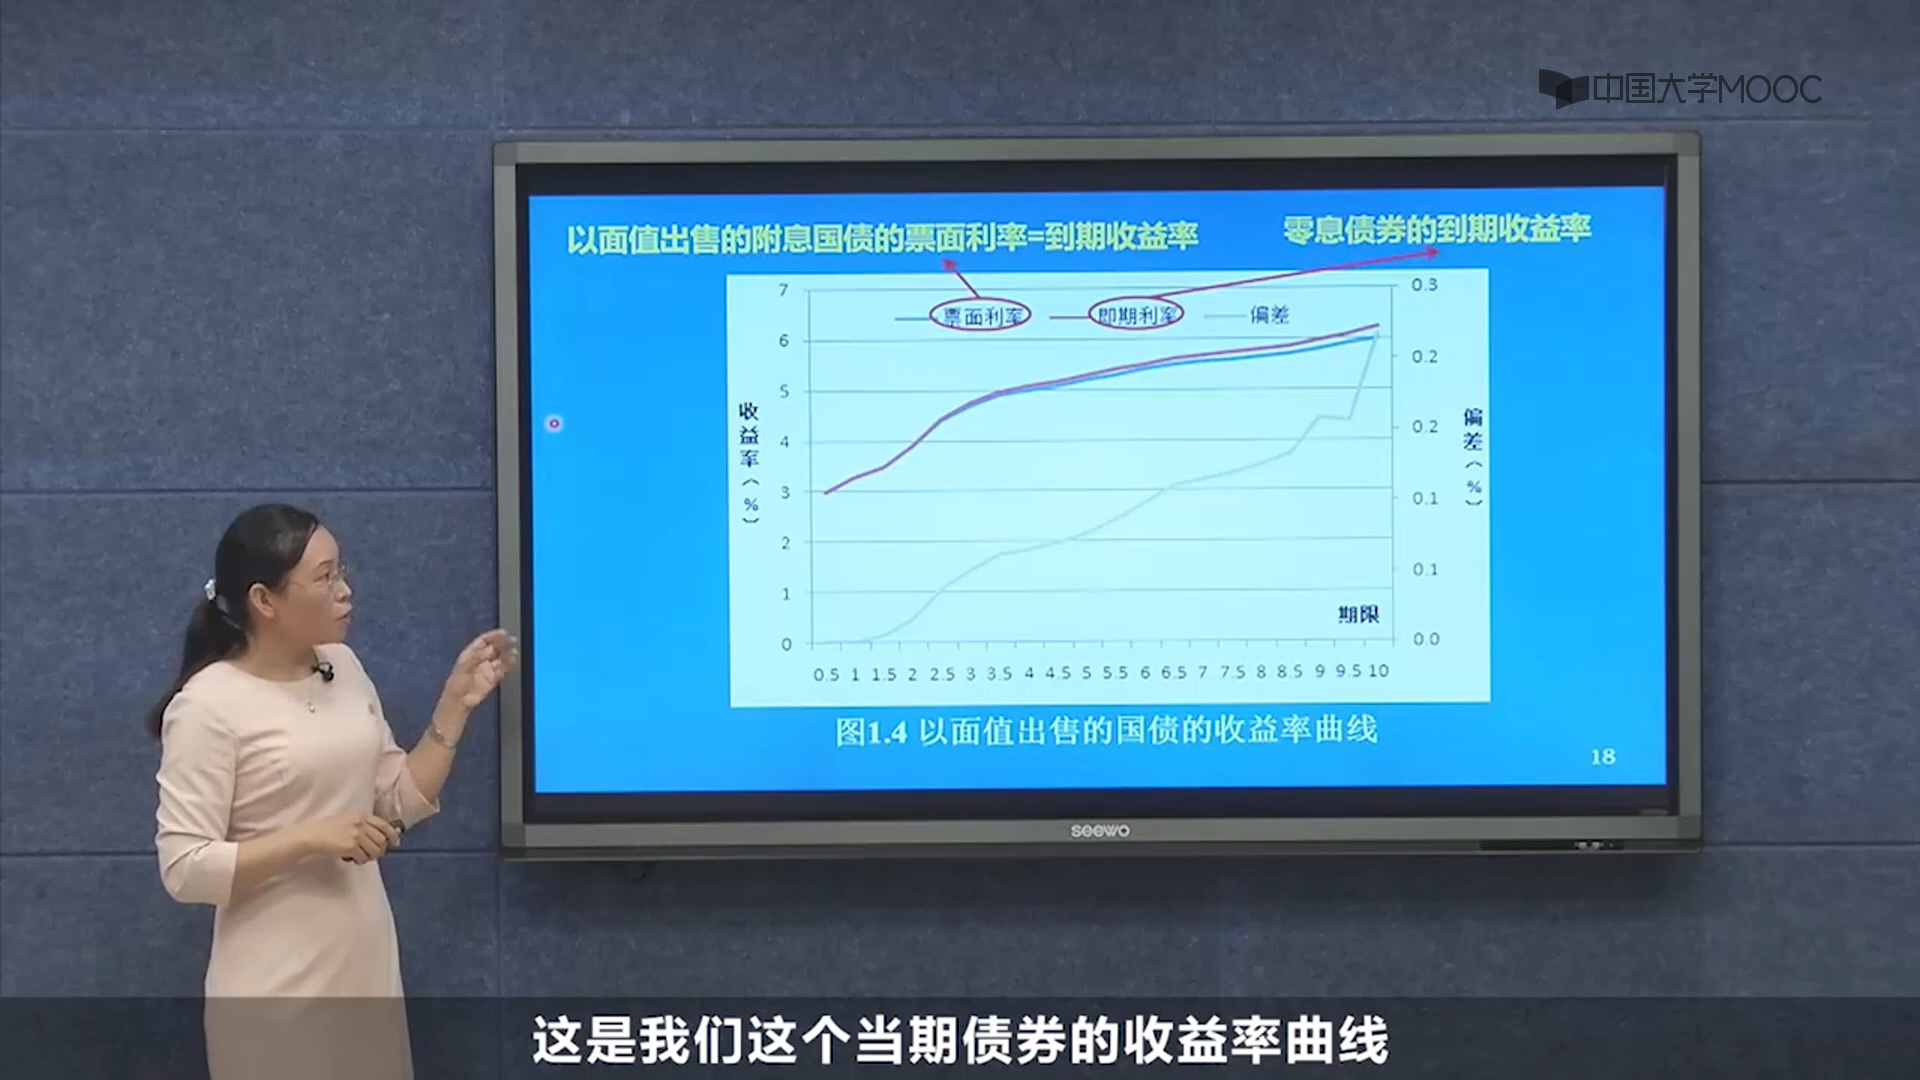 中国大学MOOC
以面值出售的附息国债的票面利率=到期收益率
零息债券的到期收益率
票面利率
即期利率
偏差
收益率（%）
7
6
5
4
3
2
1
0
偏差（%）
0.3
0.2
0.2
0.1
0.1
0.0
期限
0.5 1 1.5 2 2.5 3 3.5 4 4.5 5 5.5 6 6.5 7 7.5 8 8.5 9 9.5 10
图1.4 以面值出售的国债的收益率曲线
18
seewo
这是我们这个当期债券的收益率曲线